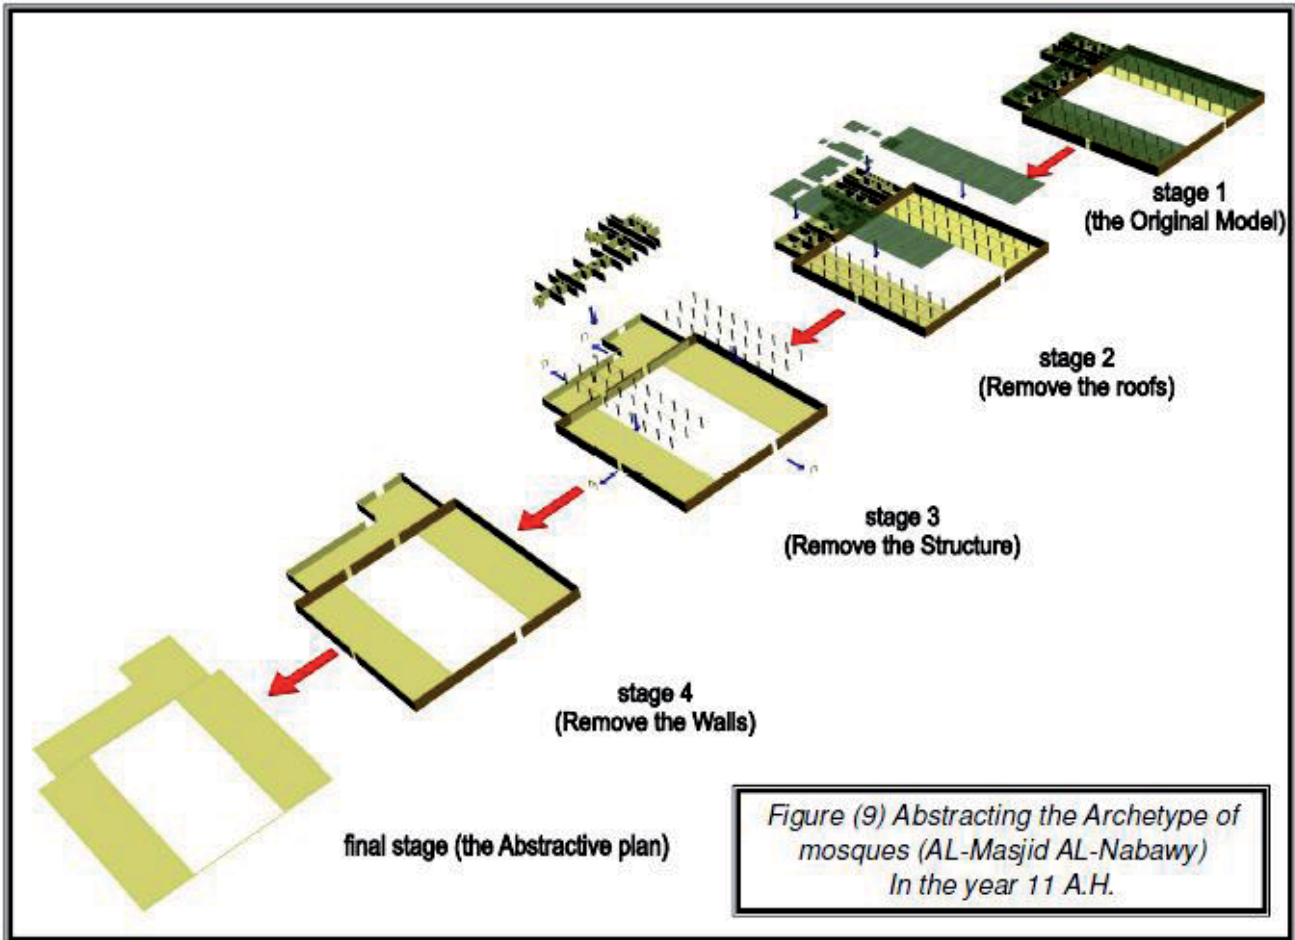 stage 1
(the Original Model)
stage 2
(Remove the roofs)
stage 3
(Remove the Structure)
stage 4
(Remove the Walls)
final stage (the Abstractive plan)
Figure (9) Abstracting the Archetype of
mosques (AL-Masjid AL-Nabawy)
In the year 11 A.H.